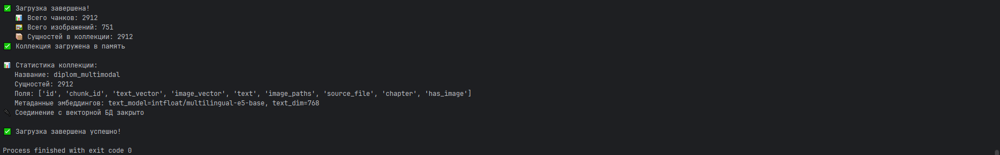 ✅ Загрузка завершена!
📊 Всего чанков: 2912
🖼️ Всего изображений: 751
📦 Сущностей в коллекции: 2912
✅ Коллекция загружена в память
📊 Статистика коллекции:
Название: diplom_multimodal
Сущностей: 2912
Поля: ['id', 'chunk_id', 'text_vector', 'image_vector', 'text', 'image_paths', 'source_file', 'chapter', 'has_image']
Метаданные эмбеддингов: text_model=intfloat/multilingual-e5-base, text_dim=768
🔌 Соединение с векторной БД закрыто
✅ Загрузка завершена успешно!
Process finished with exit code 0